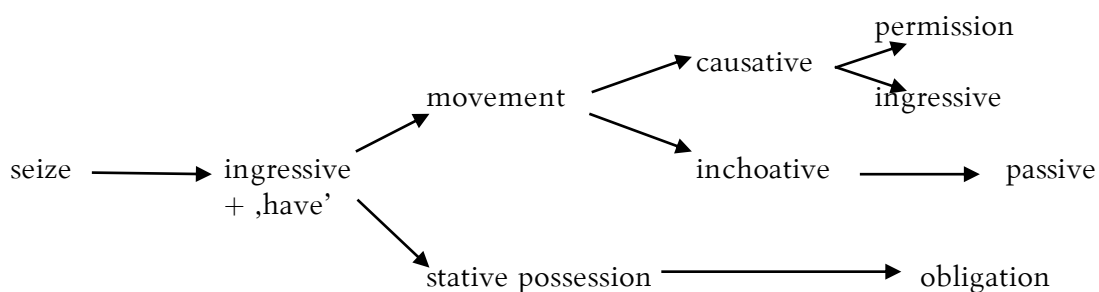 permission
causative
movement
ingressive
seize
ingressive
+ ‚have’
inchoative
passive
stative possession
obligation